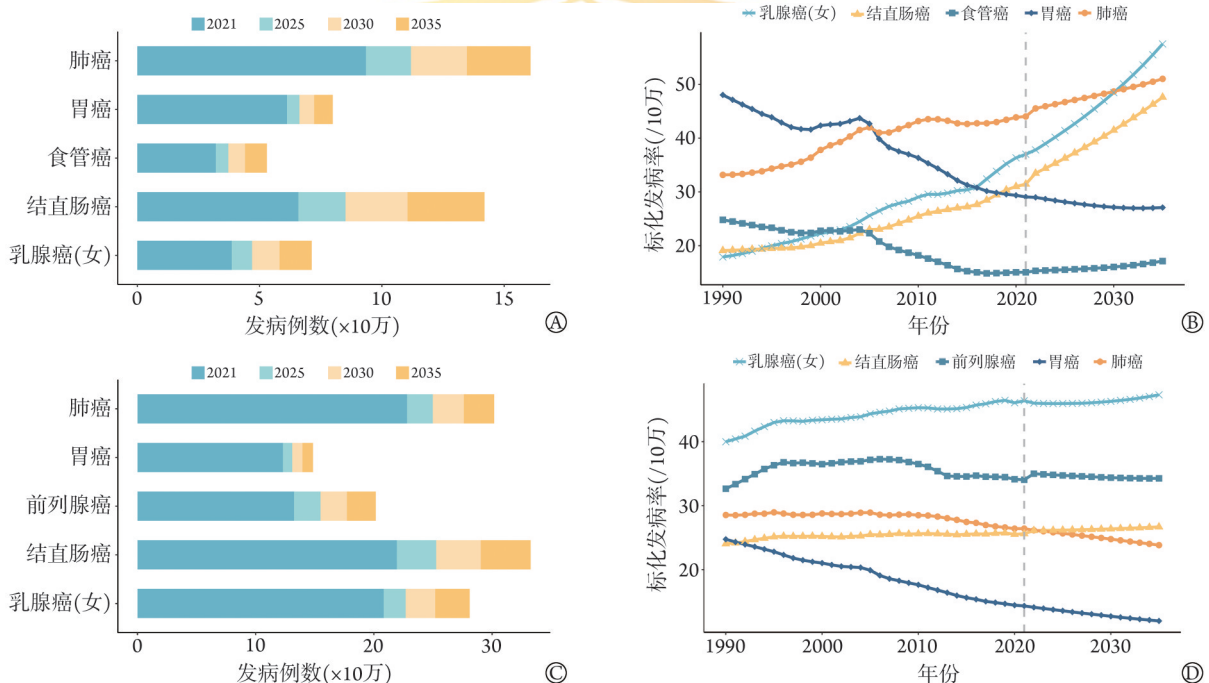 2021 2025 2030 2035
肺癌
胃癌
食管癌
结直肠癌
乳腺癌(女)
0 5 10 15
发病例数(×10万)
Ⓐ
乳腺癌(女) 结直肠癌 食管癌 胃癌 肺癌
标化发病率(/10万)
50
40
30
20
1990 2000 2010 2020 2030
年份
Ⓑ
2021 2025 2030 2035
肺癌
胃癌
前列腺癌
结直肠癌
乳腺癌(女)
0 10 20 30
发病例数(×10万)
Ⓒ
乳腺癌(女) 结直肠癌 前列腺癌 胃癌 肺癌
标化发病率(/10万)
40
30
20
1990 2000 2010 2020 2030
年份
Ⓓ